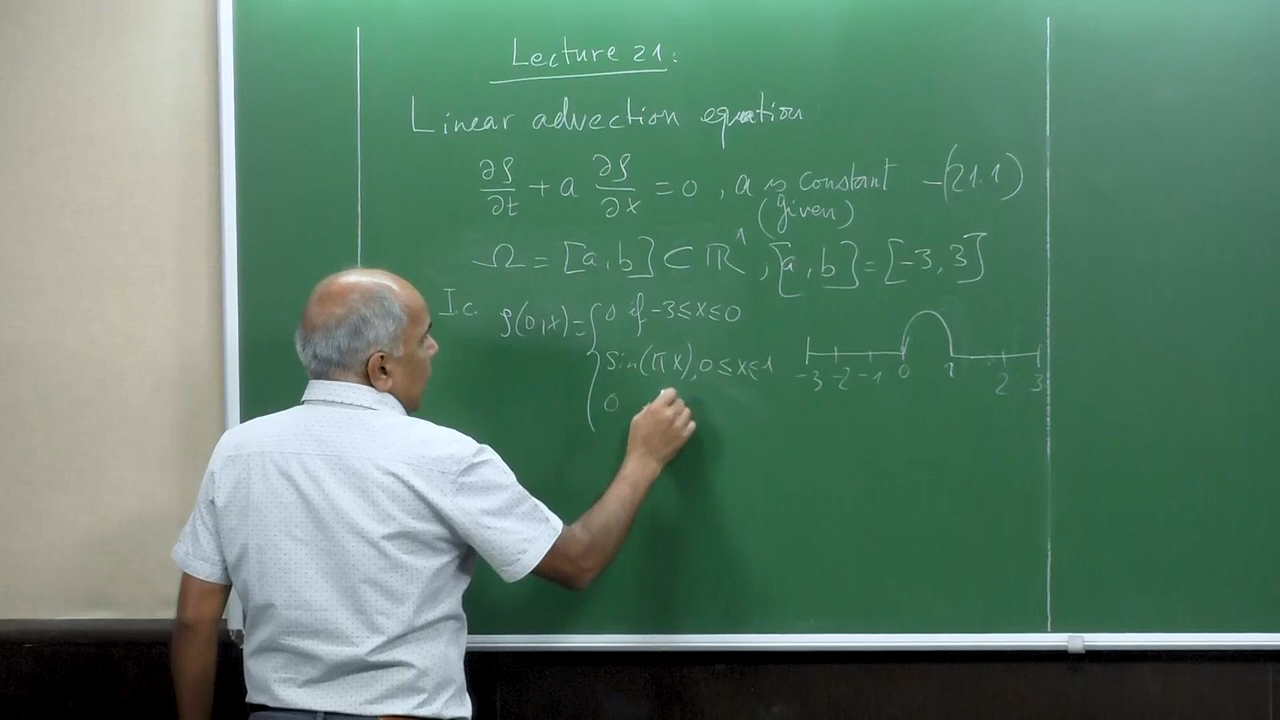 Lecture 21:
Linear advection equation
∂ρ/∂t + a ∂ρ/∂x = 0, a is constant -(21.1)
(given)
Ω = [a,b] ⊂ ℝ¹, [a,b] = [-3,3]
I.c. ρ(0,x) = { 0 if -3≤x≤0
sin(πx), 0≤x≤1
0
-3 -2 -1 0 1 2 3